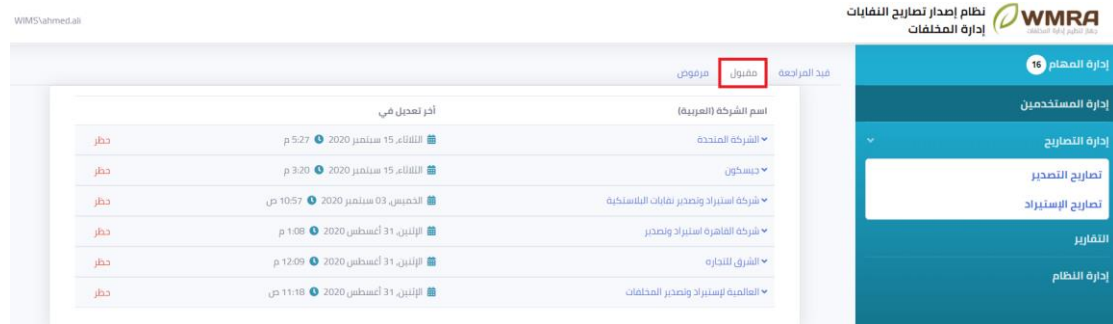 WMRA
جهاز تنظيم إدارة المخلفات
نظام إصدار تصاريح النفايات
إدارة المخلفات
WIMS\ahmed.ali
إدارة المهام 16
إدارة المستخدمين
إدارة التصاريح
تصاريح التصدير
تصاريح الإستيراد
التقارير
إدارة النظام
قيد المراجعة مقبول مرفوض
اسم الشركة (العربية) أخر تعديل في
الشركة المتحدة الثلاثاء, 15 سبتمبر 2020 5:27 م حظر
جيسكون الثلاثاء, 15 سبتمبر 2020 3:20 م حظر
شركة استيراد وتصدير نفايات البلاستكية الخميس, 03 سبتمبر 2020 10:57 ص حظر
شركة القاهرة استيراد وتصدير الإثنين, 31 أغسطس 2020 1:08 م حظر
الشرق للتجاره الإثنين, 31 أغسطس 2020 12:09 م حظر
العالمية لإستيراد وتصدير المخلفات الإثنين, 31 أغسطس 2020 11:18 ص حظر